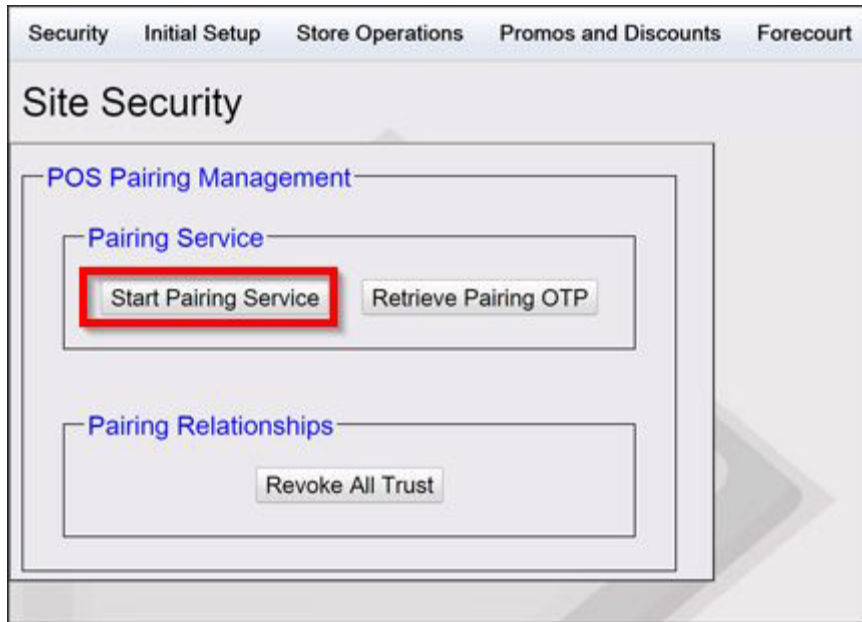 Security Initial Setup Store Operations Promos and Discounts Forecourt
Site Security
POS Pairing Management
Pairing Service
Start Pairing Service Retrieve Pairing OTP
Pairing Relationships
Revoke All Trust